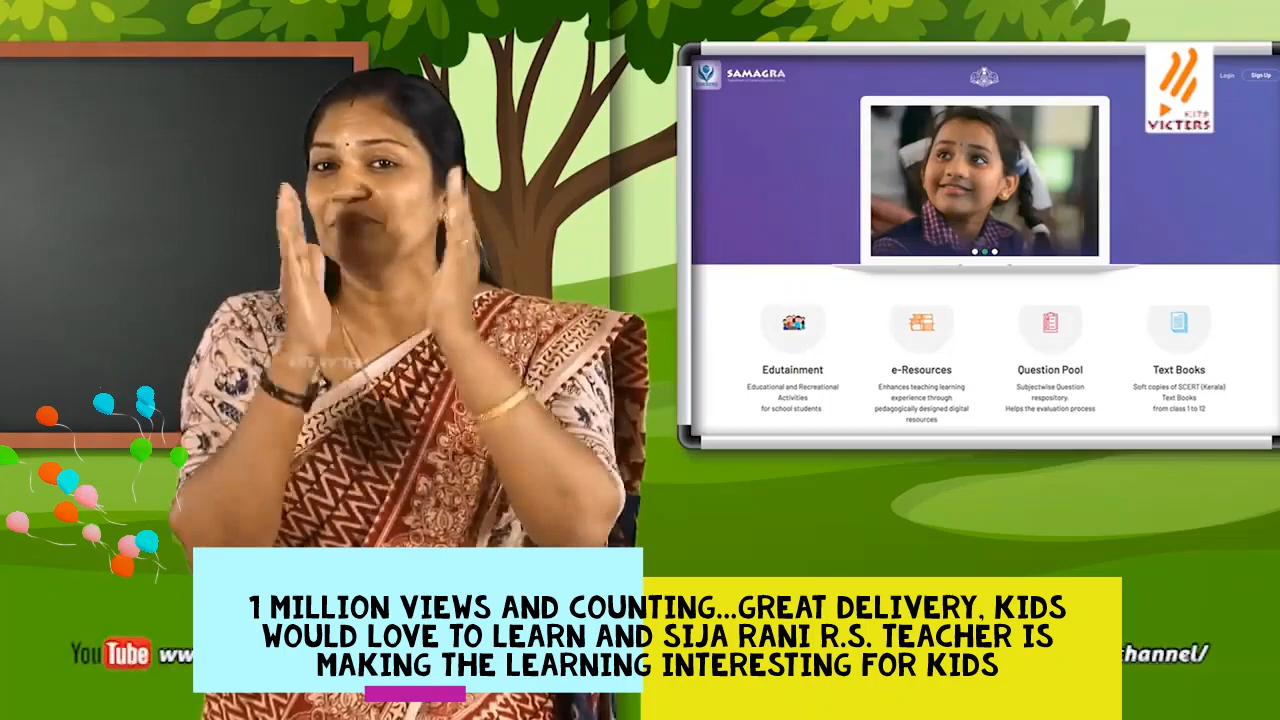 SAMAGRA
Login
Sign Up
KITE
VICTERS
Edutainment
Educational and Recreational
Activities
for school students
e-Resources
Enhances teaching learning
experience through
pedagogically designed digital
resources
Question Pool
Subjectwise Question
respository.
Helps the evaluation process
Text Books
Soft copies of SCERT (Kerala)
Text Books
from class 1 to 12
1 MILLION VIEWS AND COUNTING...GREAT DELIVERY, KIDS
WOULD LOVE TO LEARN AND SIJA RANI R.S. TEACHER IS
MAKING THE LEARNING INTERESTING FOR KIDS
YouTube
channel/